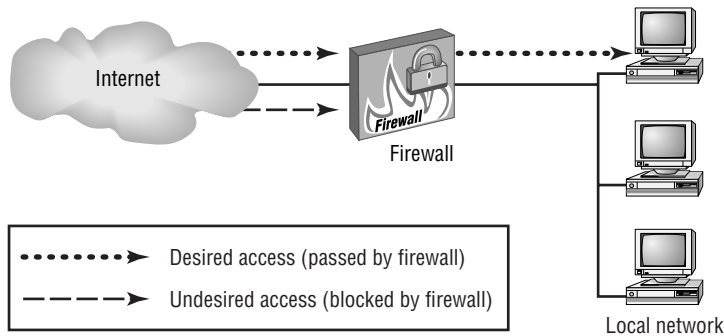 Internet
Firewall
Firewall
Desired access (passed by firewall)
Undesired access (blocked by firewall)
Local network